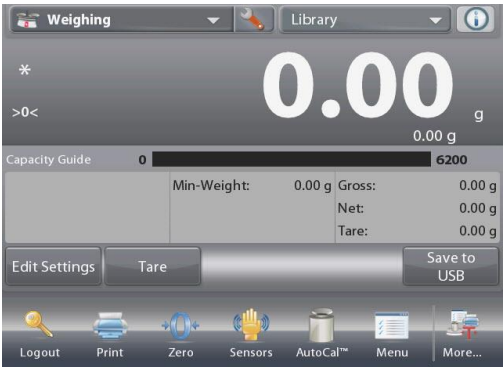 Weighing Library
*
>0<
0.00 g
0.00 g
Capacity Guide 0 6200
Min-Weight: 0.00 g Gross: 0.00 g
Net: 0.00 g
Tare: 0.00 g
Edit Settings Tare Save to
USB
Logout Print Zero Sensors AutoCal™ Menu More...